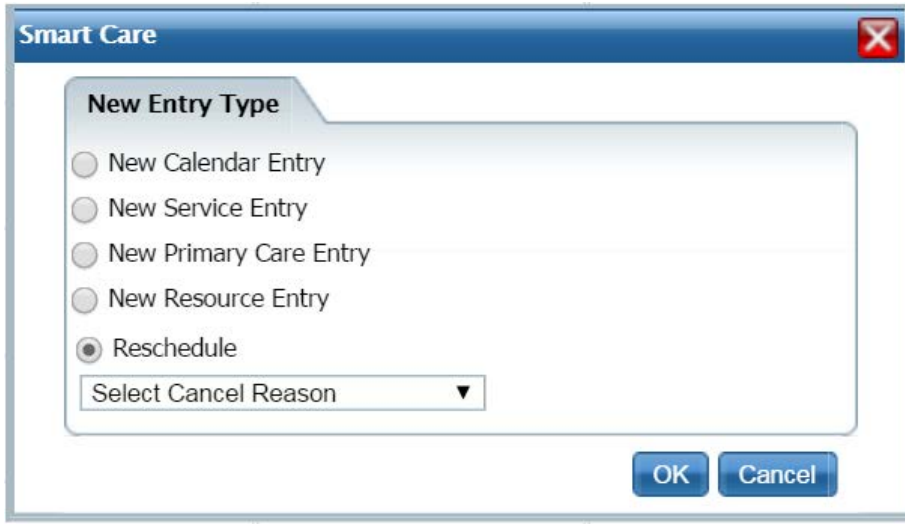 Smart Care
New Entry Type
New Calendar Entry
New Service Entry
New Primary Care Entry
New Resource Entry
Reschedule
Select Cancel Reason
OK Cancel